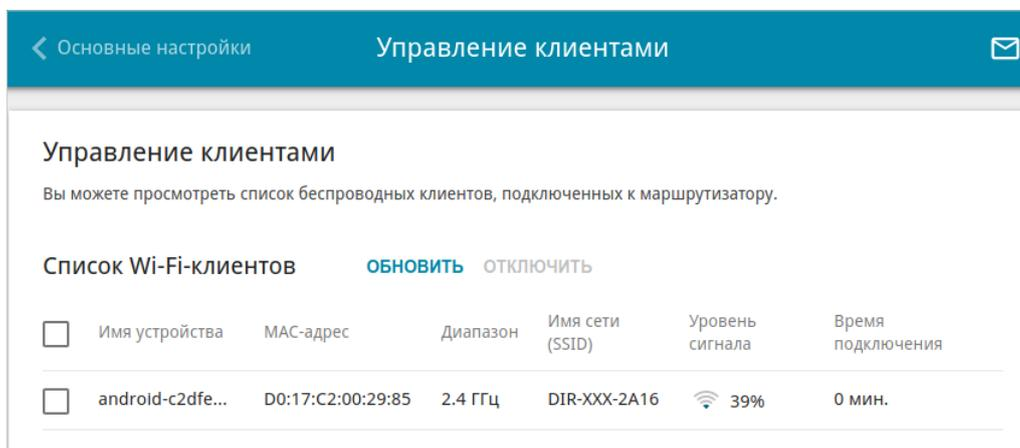 Основные настройки Управление клиентами
Управление клиентами
Вы можете просмотреть список беспроводных клиентов, подключенных к маршрутизатору.
Список Wi-Fi-клиентов ОБНОВИТЬ ОТКЛЮЧИТЬ
Имя устройства MAC-адрес Диапазон Имя сети (SSID) Уровень сигнала Время подключения
android-c2dfe... D0:17:C2:00:29:85 2.4 ГГц DIR-XXX-2A16 39% 0 мин.